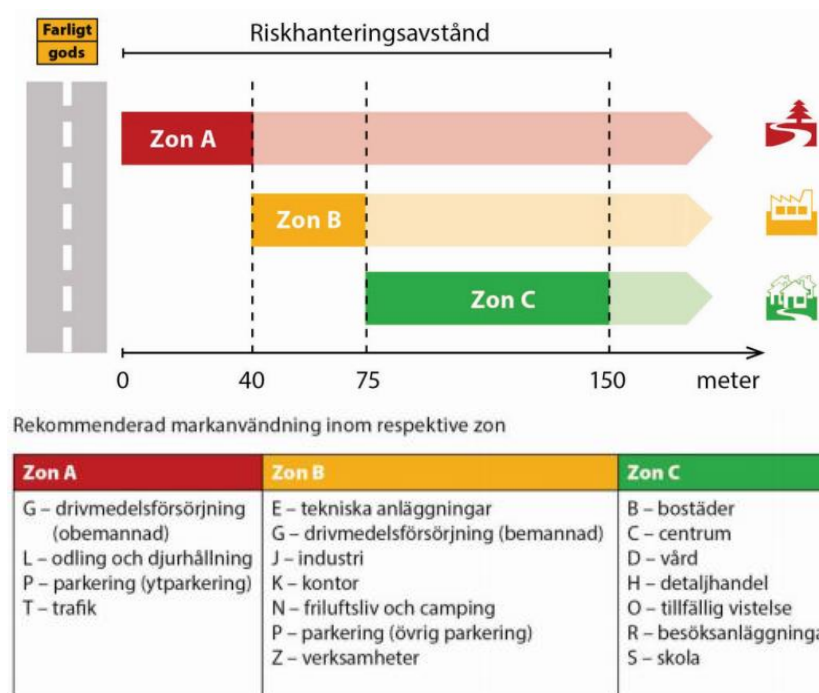 Farligt
gods
Riskhanteringsavstånd
Zon A
Zon B
Zon C
0 40 75 150 meter
Rekommenderad markanvändning inom respektive zon
Zon A
G – drivmedelsförsörjning
(obemannad)
L – odling och djurhållning
P – parkering (ytparkering)
T – trafik
Zon B
E – tekniska anläggningar
G – drivmedelsförsörjning (bemannad)
J – industri
K – kontor
N – friluftsliv och camping
P – parkering (övrig parkering)
Z – verksamheter
Zon C
B – bostäder
C – centrum
D – vård
H – detaljhandel
O – tillfällig vistelse
R – besöksanläggninga
S – skola